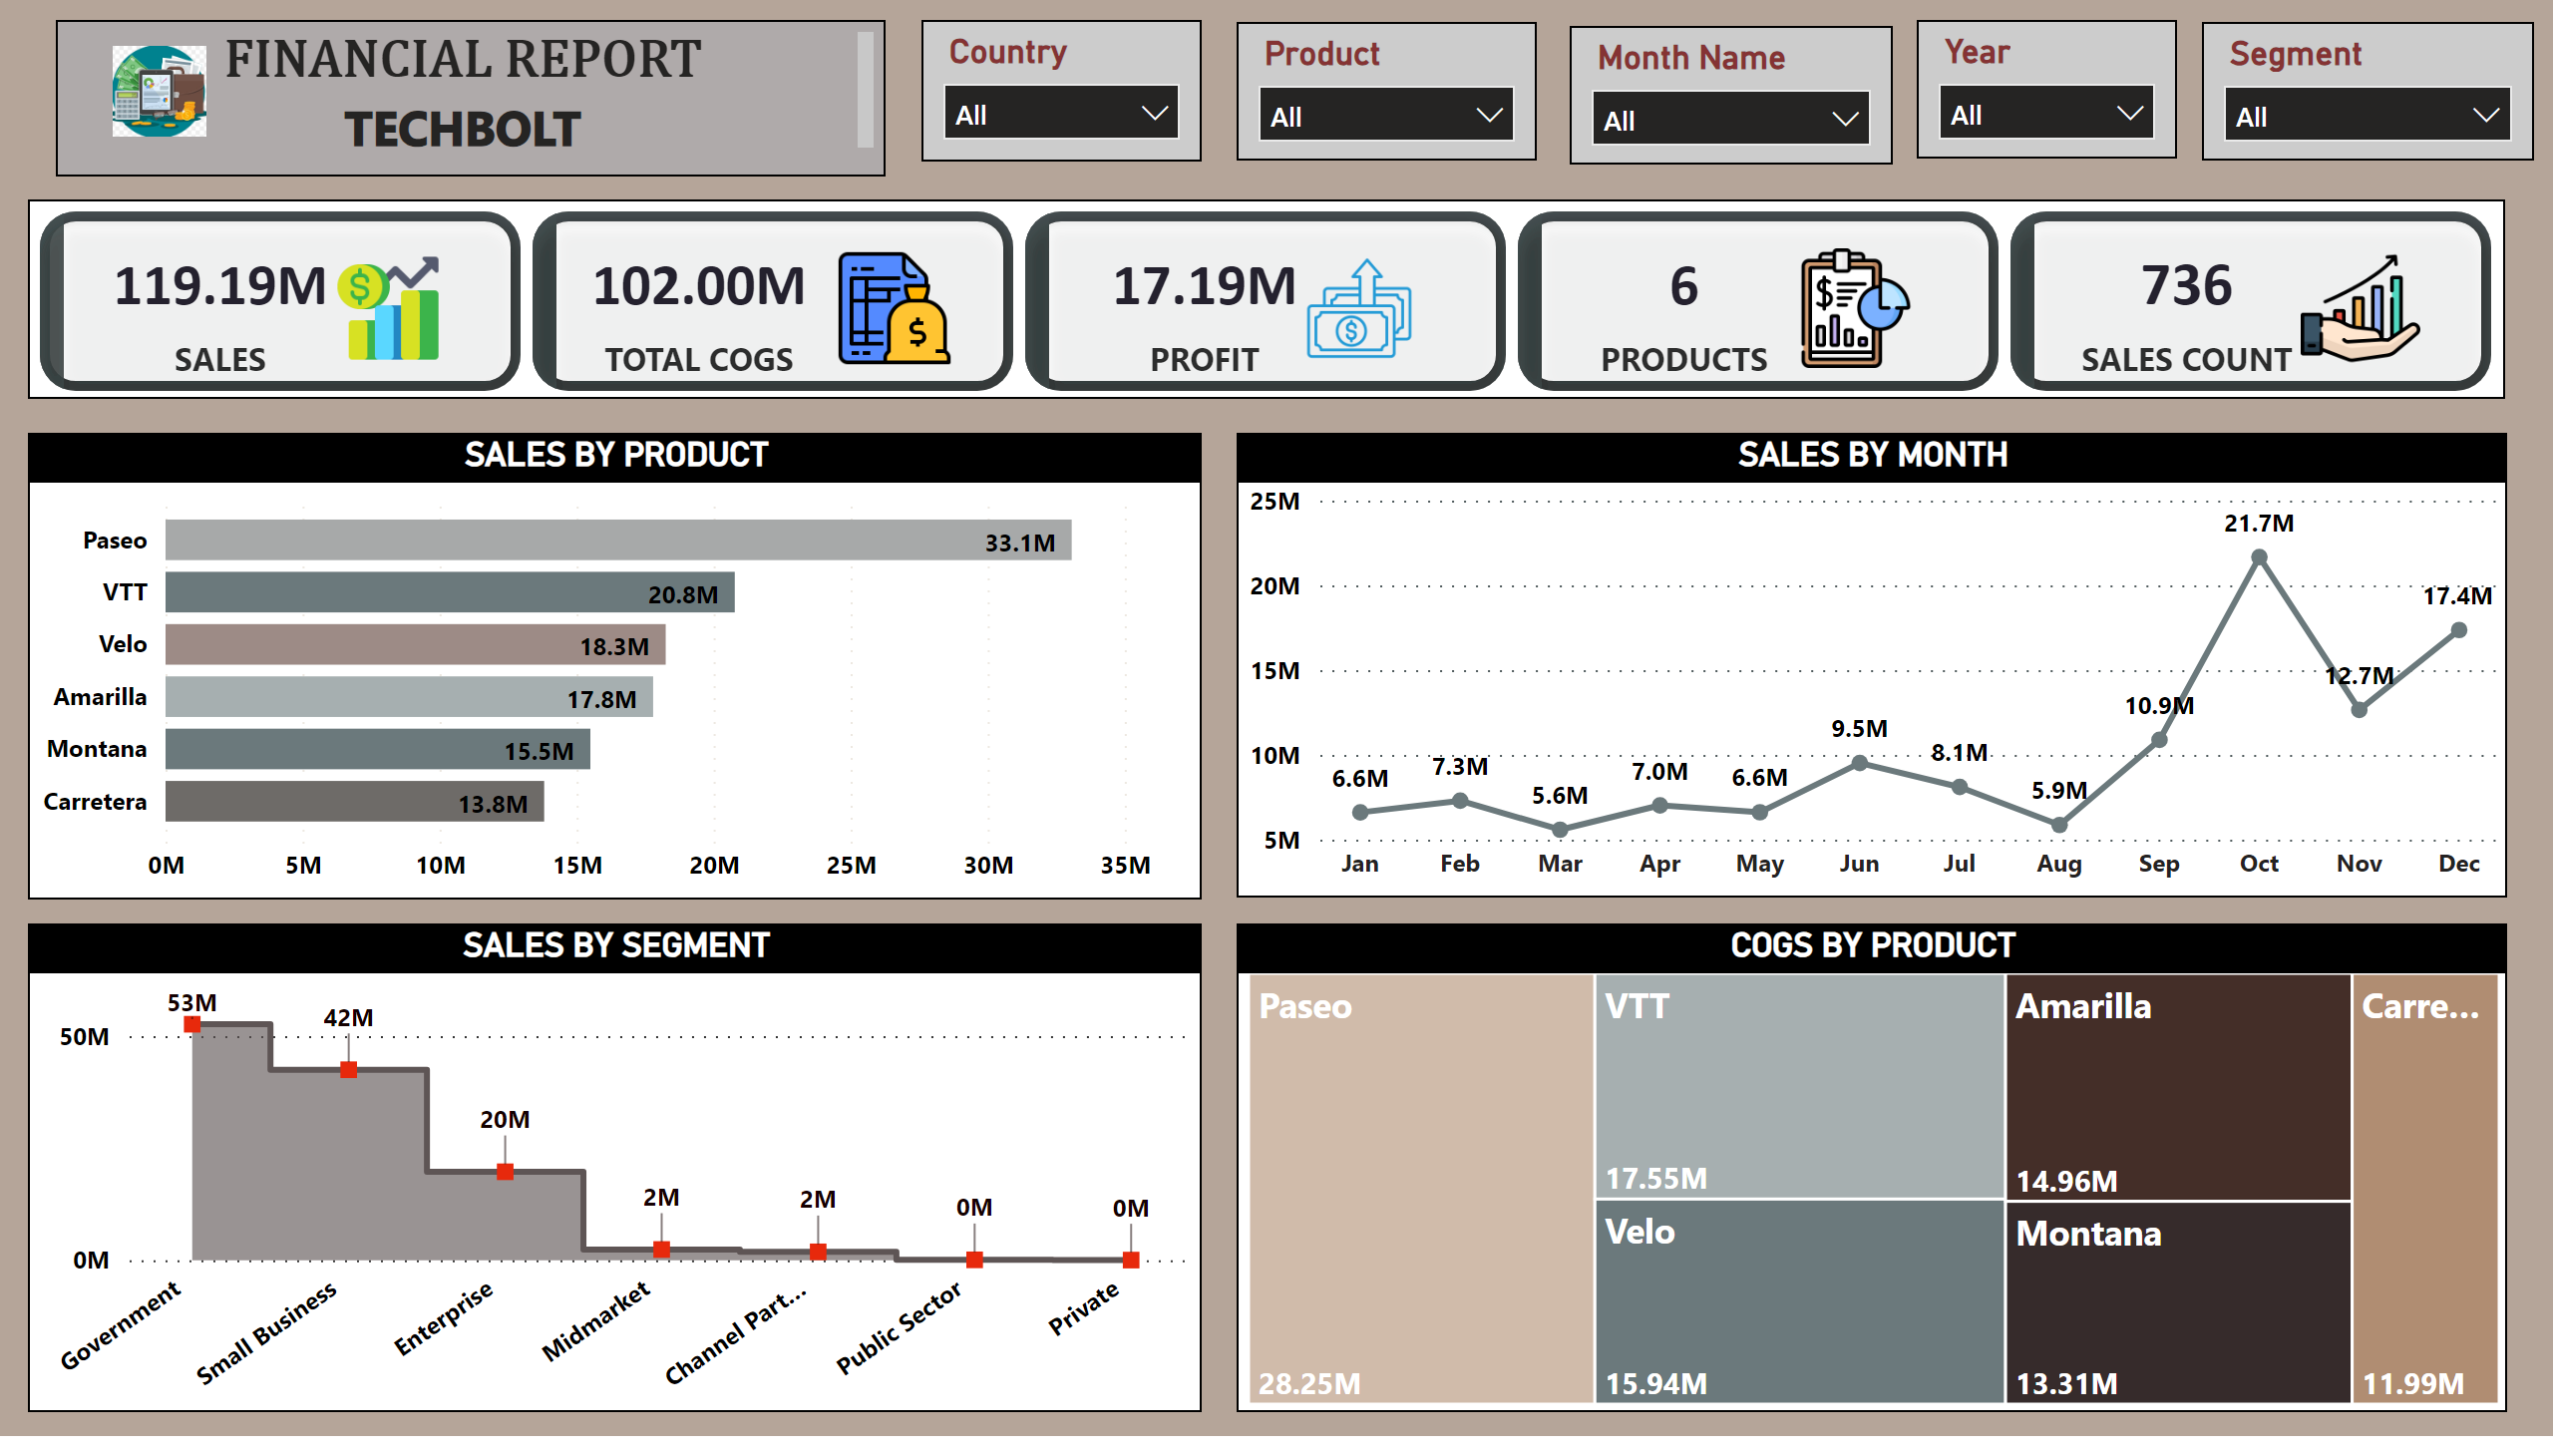 FINANCIAL REPORT
TECHBOLT
Country
All
Product
All
Month Name
All
Year
All
Segment
All
119.19M
SALES
102.00M
TOTAL COGS
17.19M
PROFIT
6
PRODUCTS
736
SALES COUNT
SALES BY PRODUCT
Paseo 33.1M
VTT 20.8M
Velo 18.3M
Amarilla 17.8M
Montana 15.5M
Carretera 13.8M
0M 5M 10M 15M 20M 25M 30M 35M
SALES BY MONTH
25M
20M
15M
10M
5M
6.6M 7.3M 5.6M 7.0M 6.6M 9.5M 8.1M 5.9M 10.9M 21.7M 12.7M 17.4M
Jan Feb Mar Apr May Jun Jul Aug Sep Oct Nov Dec
SALES BY SEGMENT
50M
0M
53M 42M 20M 2M 2M 0M 0M
Government Small Business Enterprise Midmarket Channel Part... Public Sector Private
COGS BY PRODUCT
Paseo
28.25M
VTT
17.55M
Velo
15.94M
Amarilla
14.96M
Montana
13.31M
Carre...
11.99M